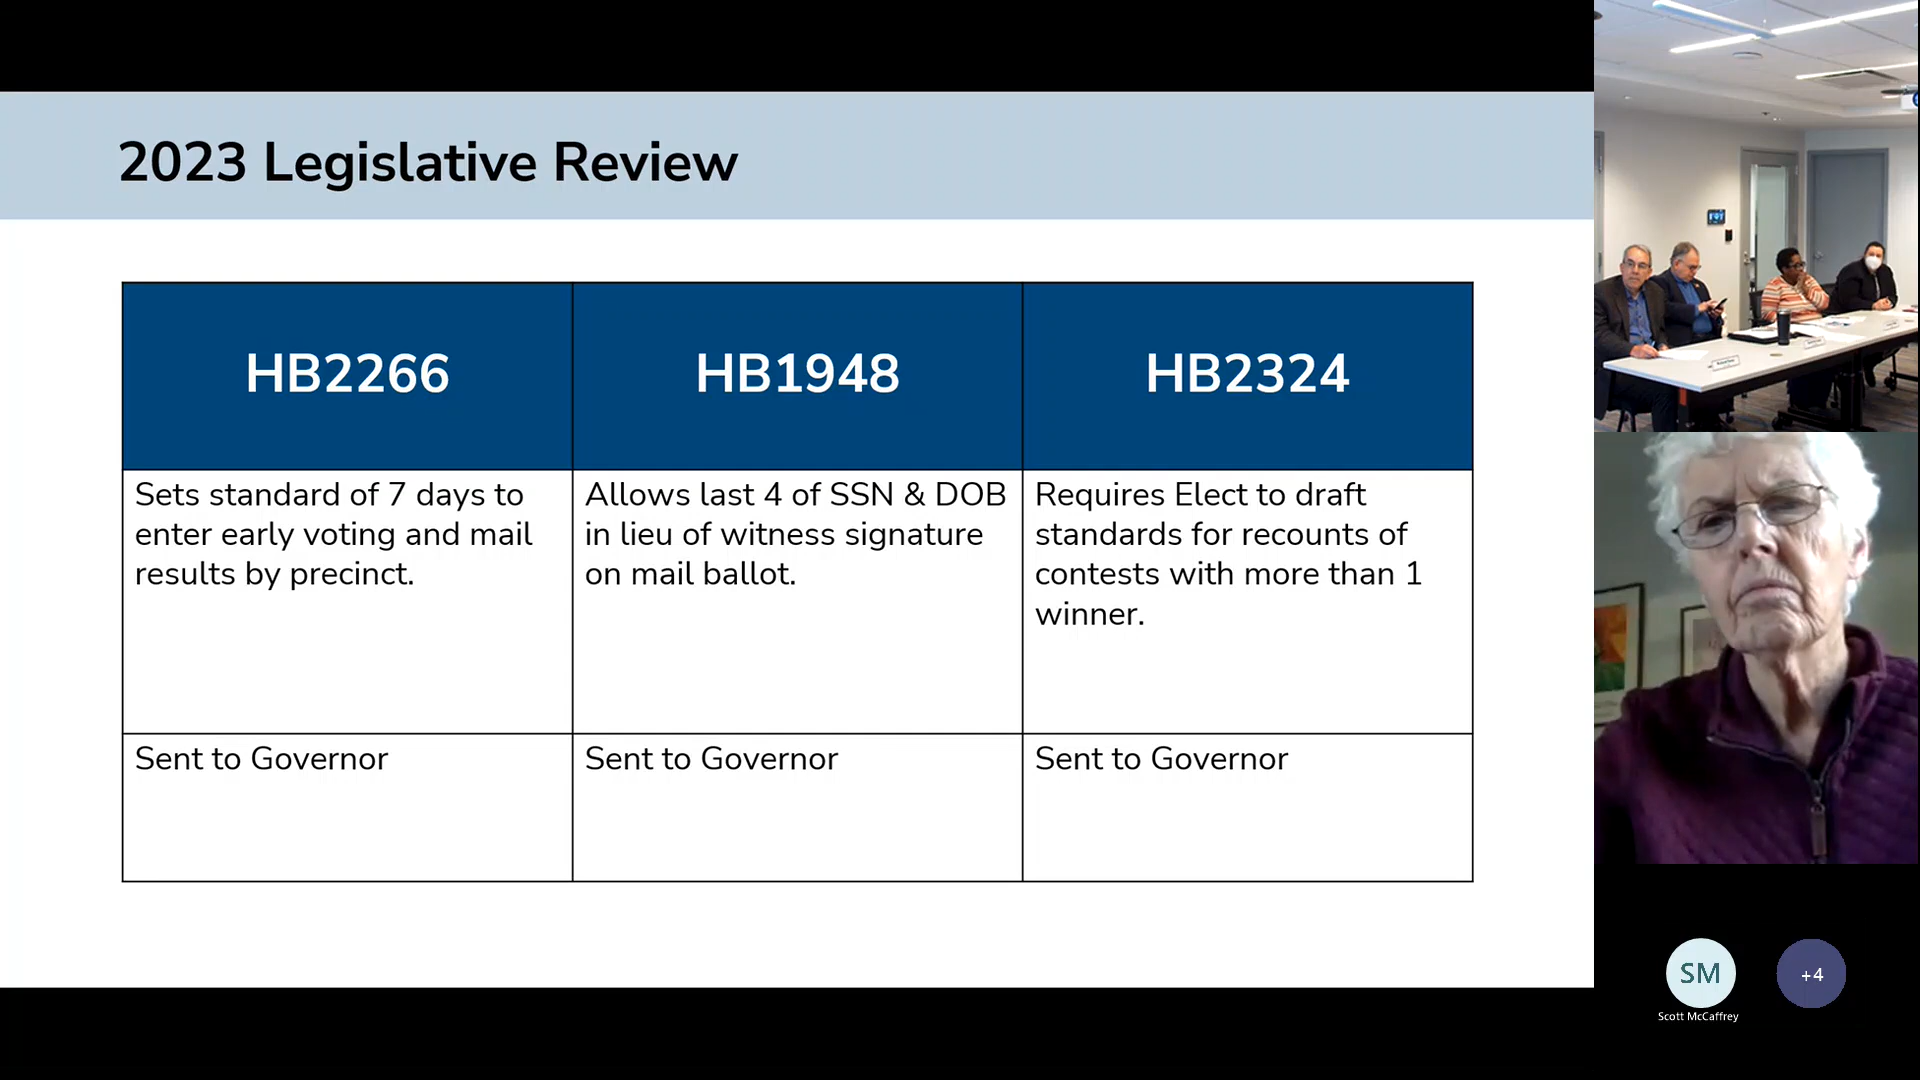 2023 Legislative Review
HB2266
HB1948
HB2324
Sets standard of 7 days to
enter early voting and mail
results by precinct.
Allows last 4 of SSN & DOB
in lieu of witness signature
on mail ballot.
Requires Elect to draft
standards for recounts of
contests with more than 1
winner.
Sent to Governor
Sent to Governor
Sent to Governor
SM
Scott McCaffrey
+4